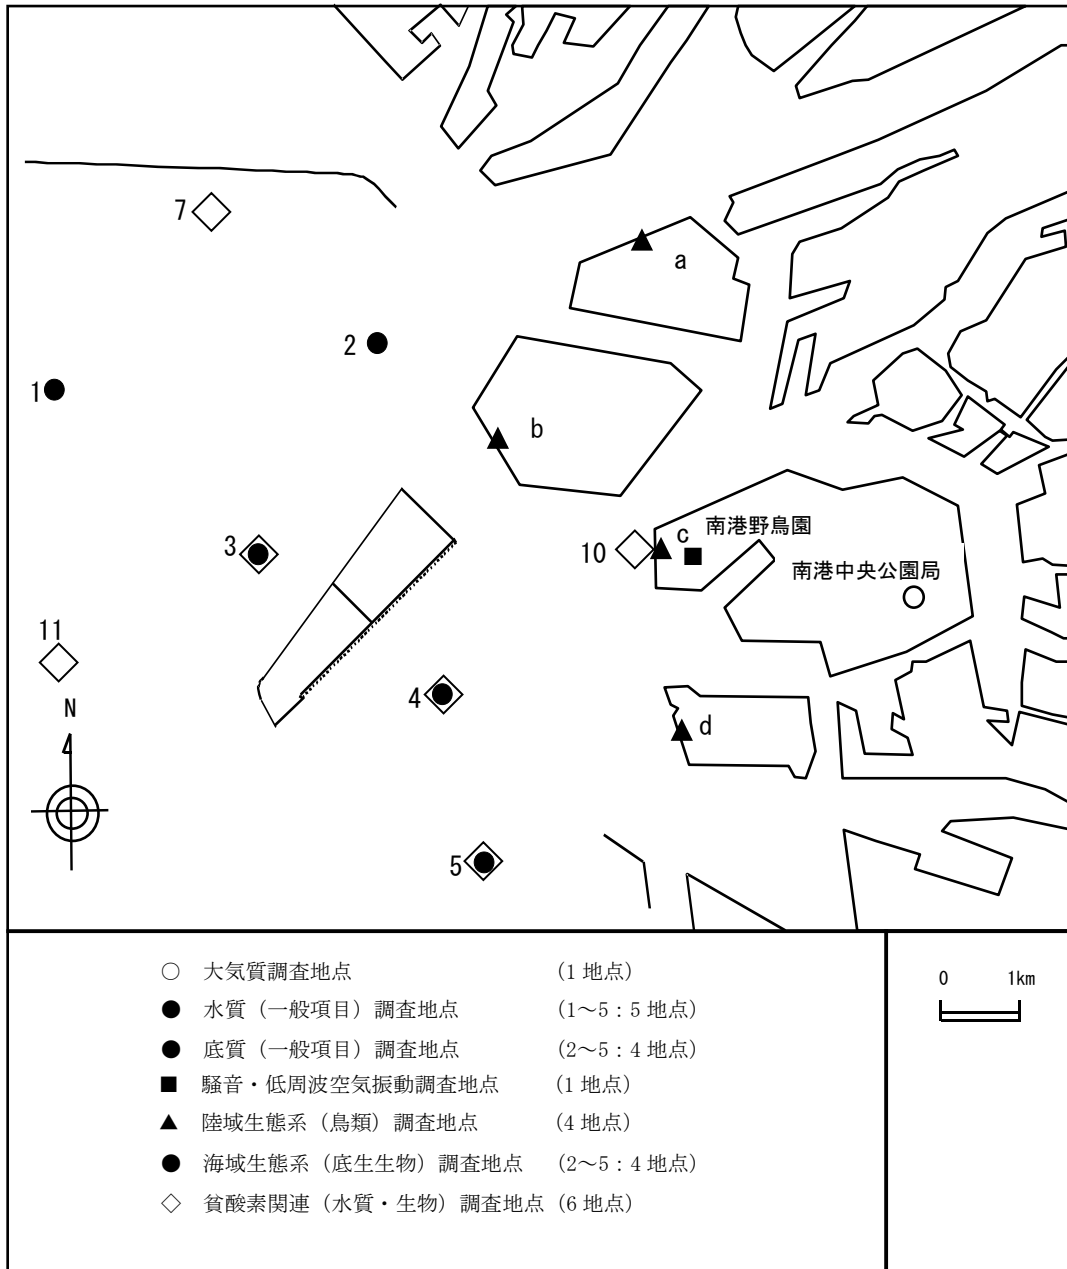 7
a
2
1
b
南港野鳥園
c
3
10
南港中央公園局
11
4
N
d
5
○ 大気質調査地点 (1 地点)
● 水質（一般項目）調査地点 (1～5：5 地点)
● 底質（一般項目）調査地点 (2～5：4 地点)
■ 騒音・低周波空気振動調査地点 (1 地点)
▲ 陸域生態系（鳥類）調査地点 (4 地点)
● 海域生態系（底生生物）調査地点 (2～5：4 地点)
◇ 貧酸素関連（水質・生物）調査地点 (6 地点)
0 1km